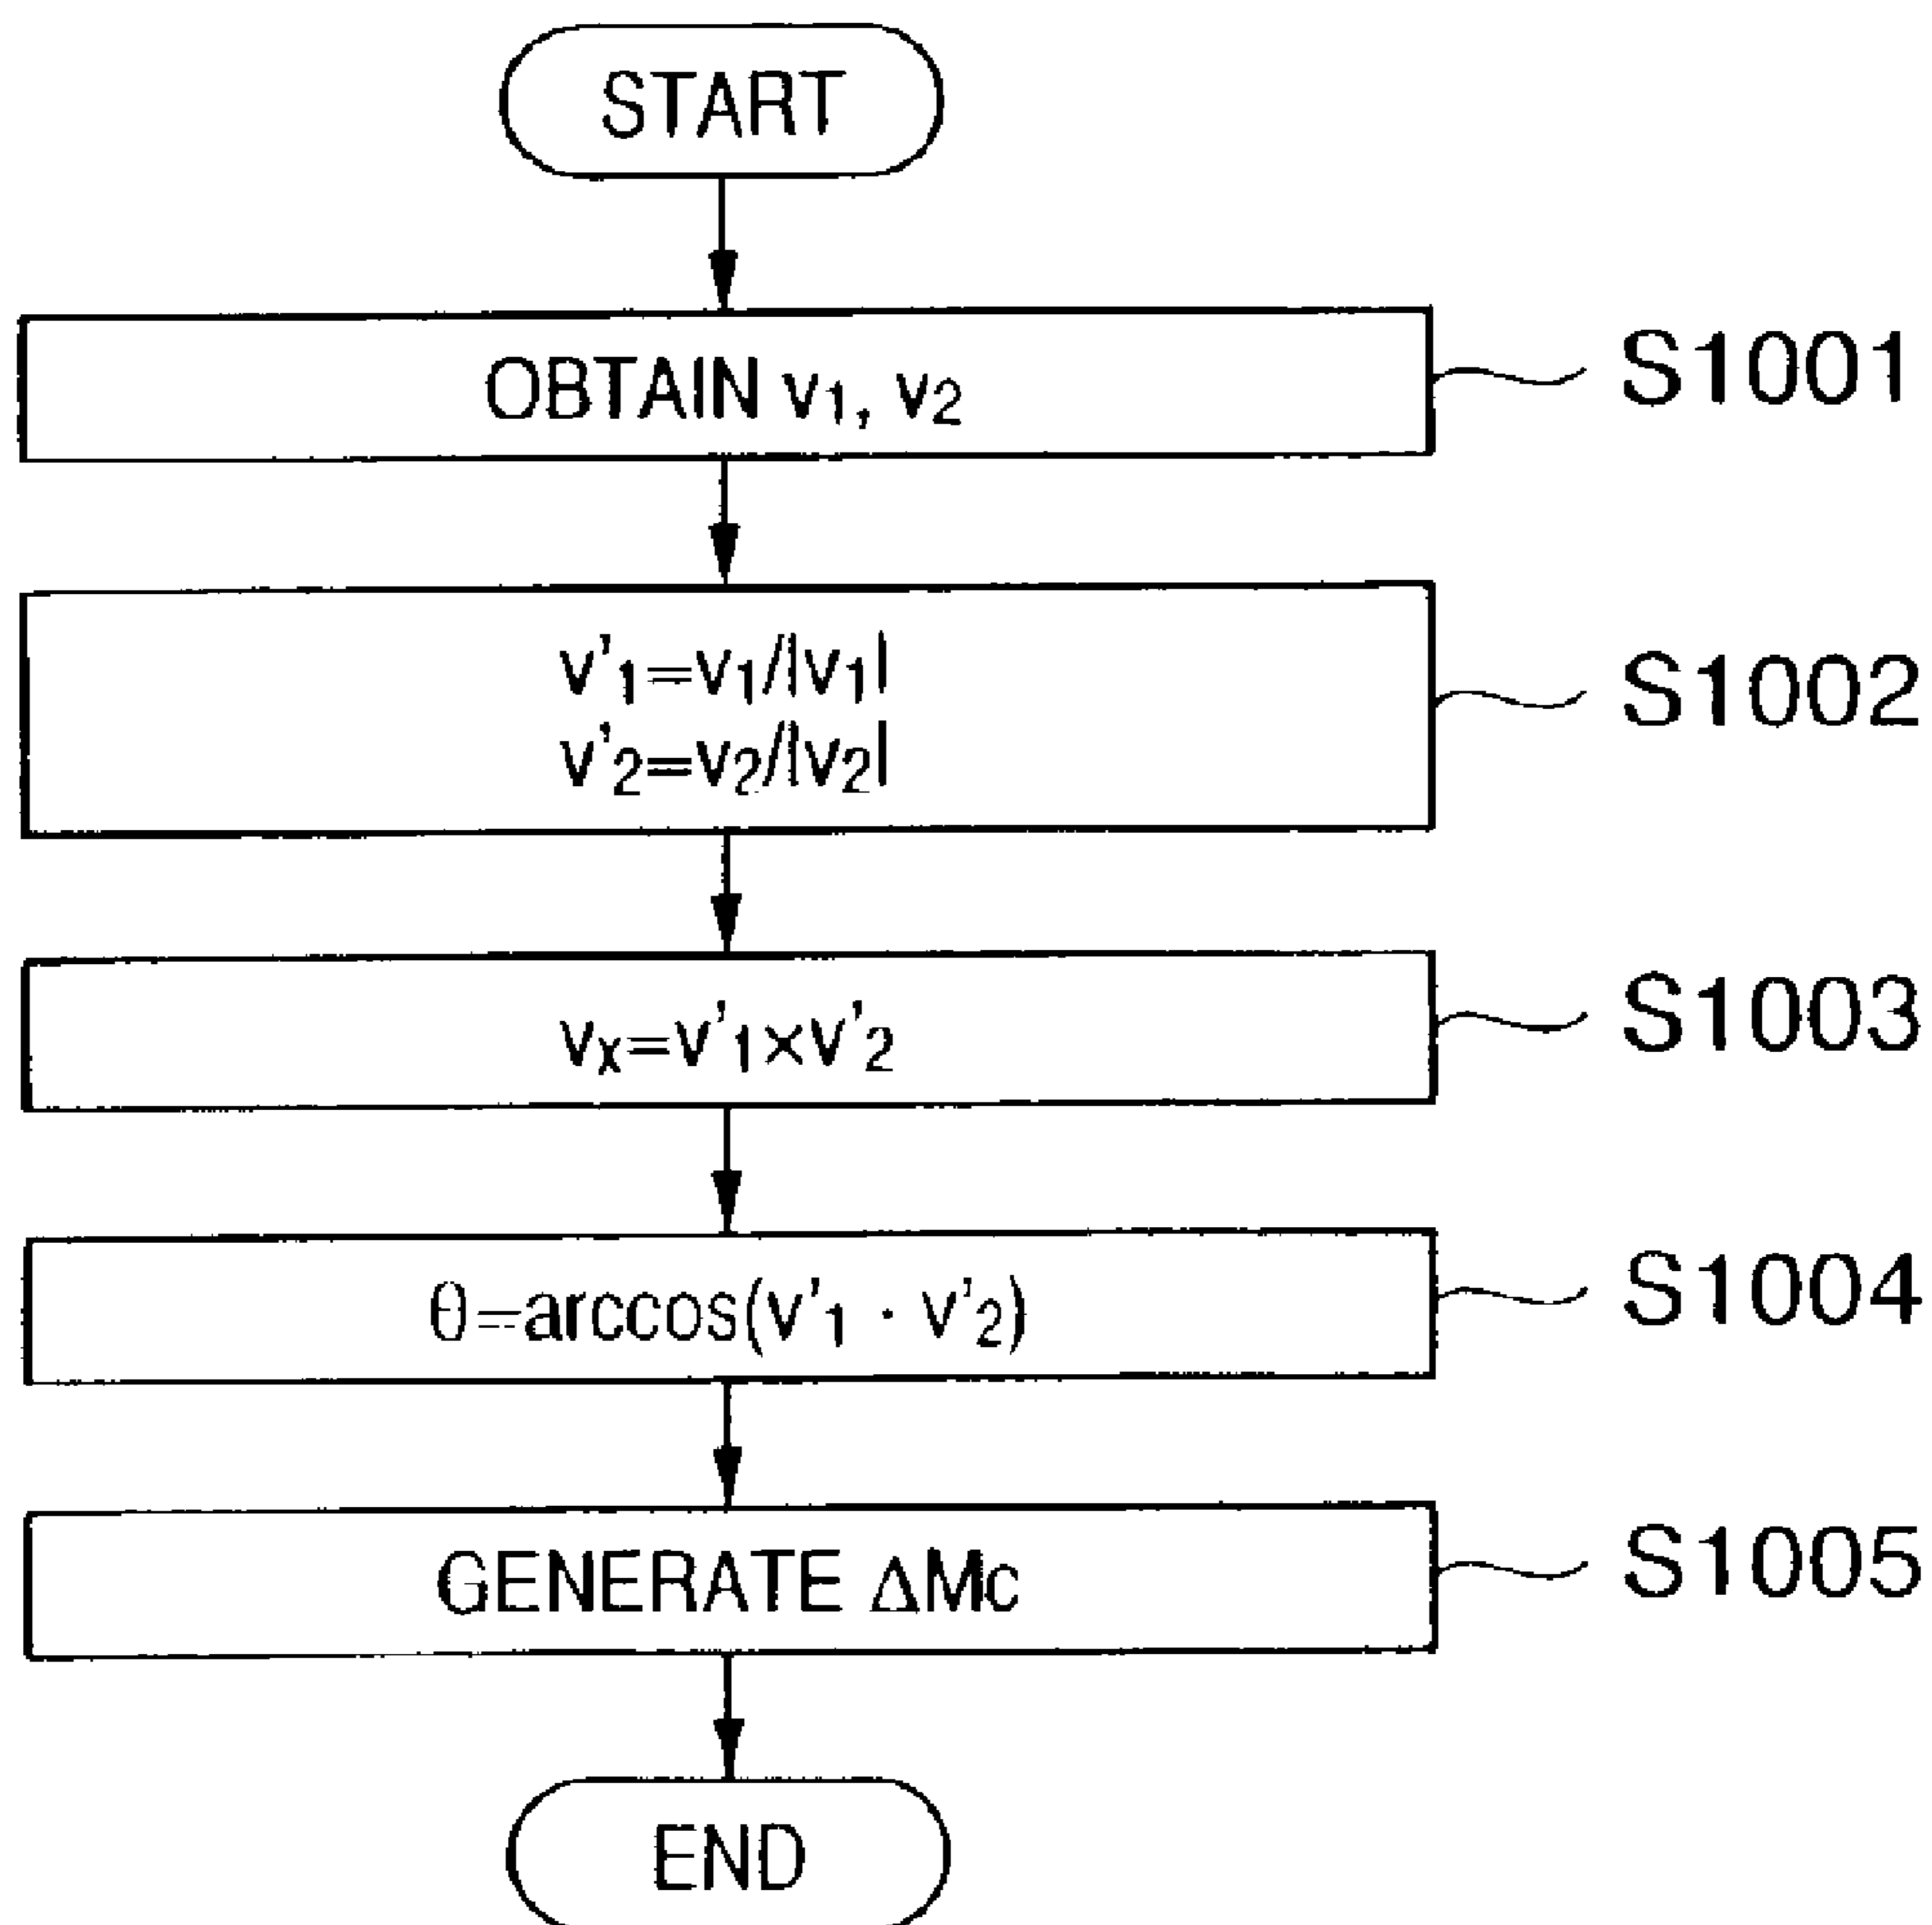 START
OBTAIN v₁, v₂ S1001
v'₁=v₁/|v₁|
v'₂=v₂/|v₂| S1002
vₓ=v'₁×v'₂ S1003
θ=arccos(v'₁ · v'₂) S1004
GENERATE ΔMc S1005
END